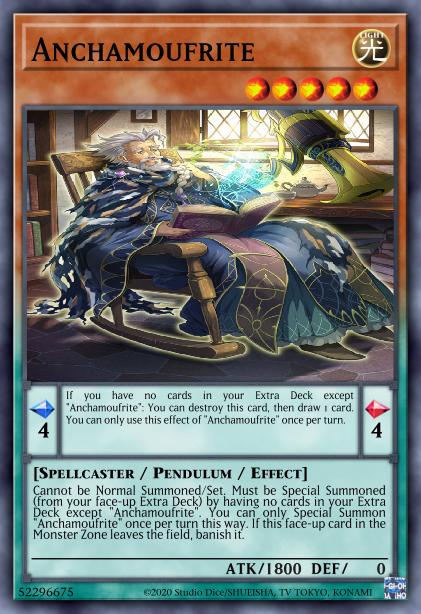 Anchamoufrite
LIGHT
光
If you have no cards in your Extra Deck except
"Anchamoufrite": You can destroy this card, then draw 1 card.
You can only use this effect of "Anchamoufrite" once per turn.
4
4
[Spellcaster / Pendulum / Effect]
Cannot be Normal Summoned/Set. Must be Special Summoned
(from your face-up Extra Deck) by having no cards in your Extra
Deck except "Anchamoufrite". You can only Special Summon
"Anchamoufrite" once per turn this way. If this face-up card in the
Monster Zone leaves the field, banish it.
ATK/1800 DEF/ 0
52296675
©2020 Studio Dice/SHUEISHA, TV TOKYO, KONAMI